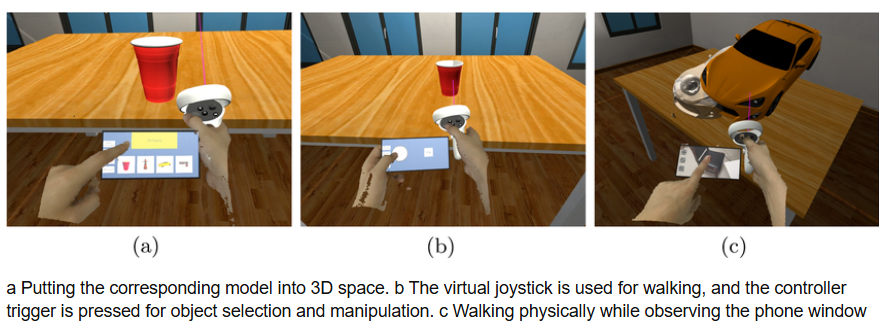 (a) (b) (c)
a Putting the corresponding model into 3D space. b The virtual joystick is used for walking, and the controller
trigger is pressed for object selection and manipulation. c Walking physically while observing the phone window